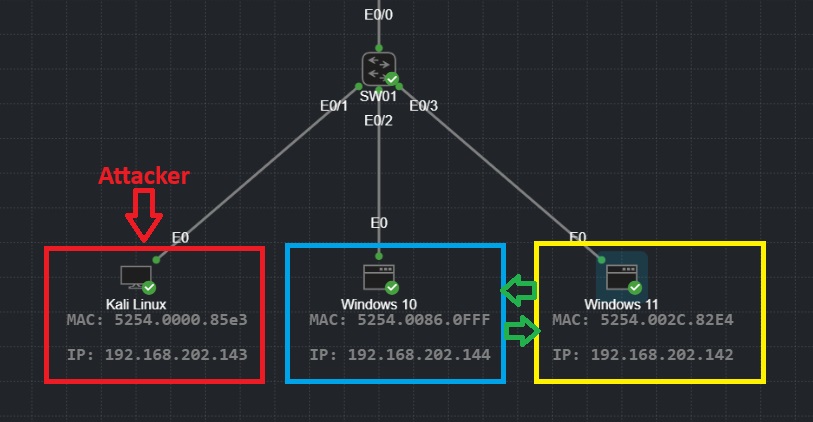 E0/0
SW01
E0/1
E0/3
E0/2
Attacker
E0
E0
E0
Kali Linux
MAC: 5254.0000.85e3
IP: 192.168.202.143
Windows 10
MAC: 5254.0086.0FFF
IP: 192.168.202.144
Windows 11
MAC: 5254.002C.82E4
IP: 192.168.202.142